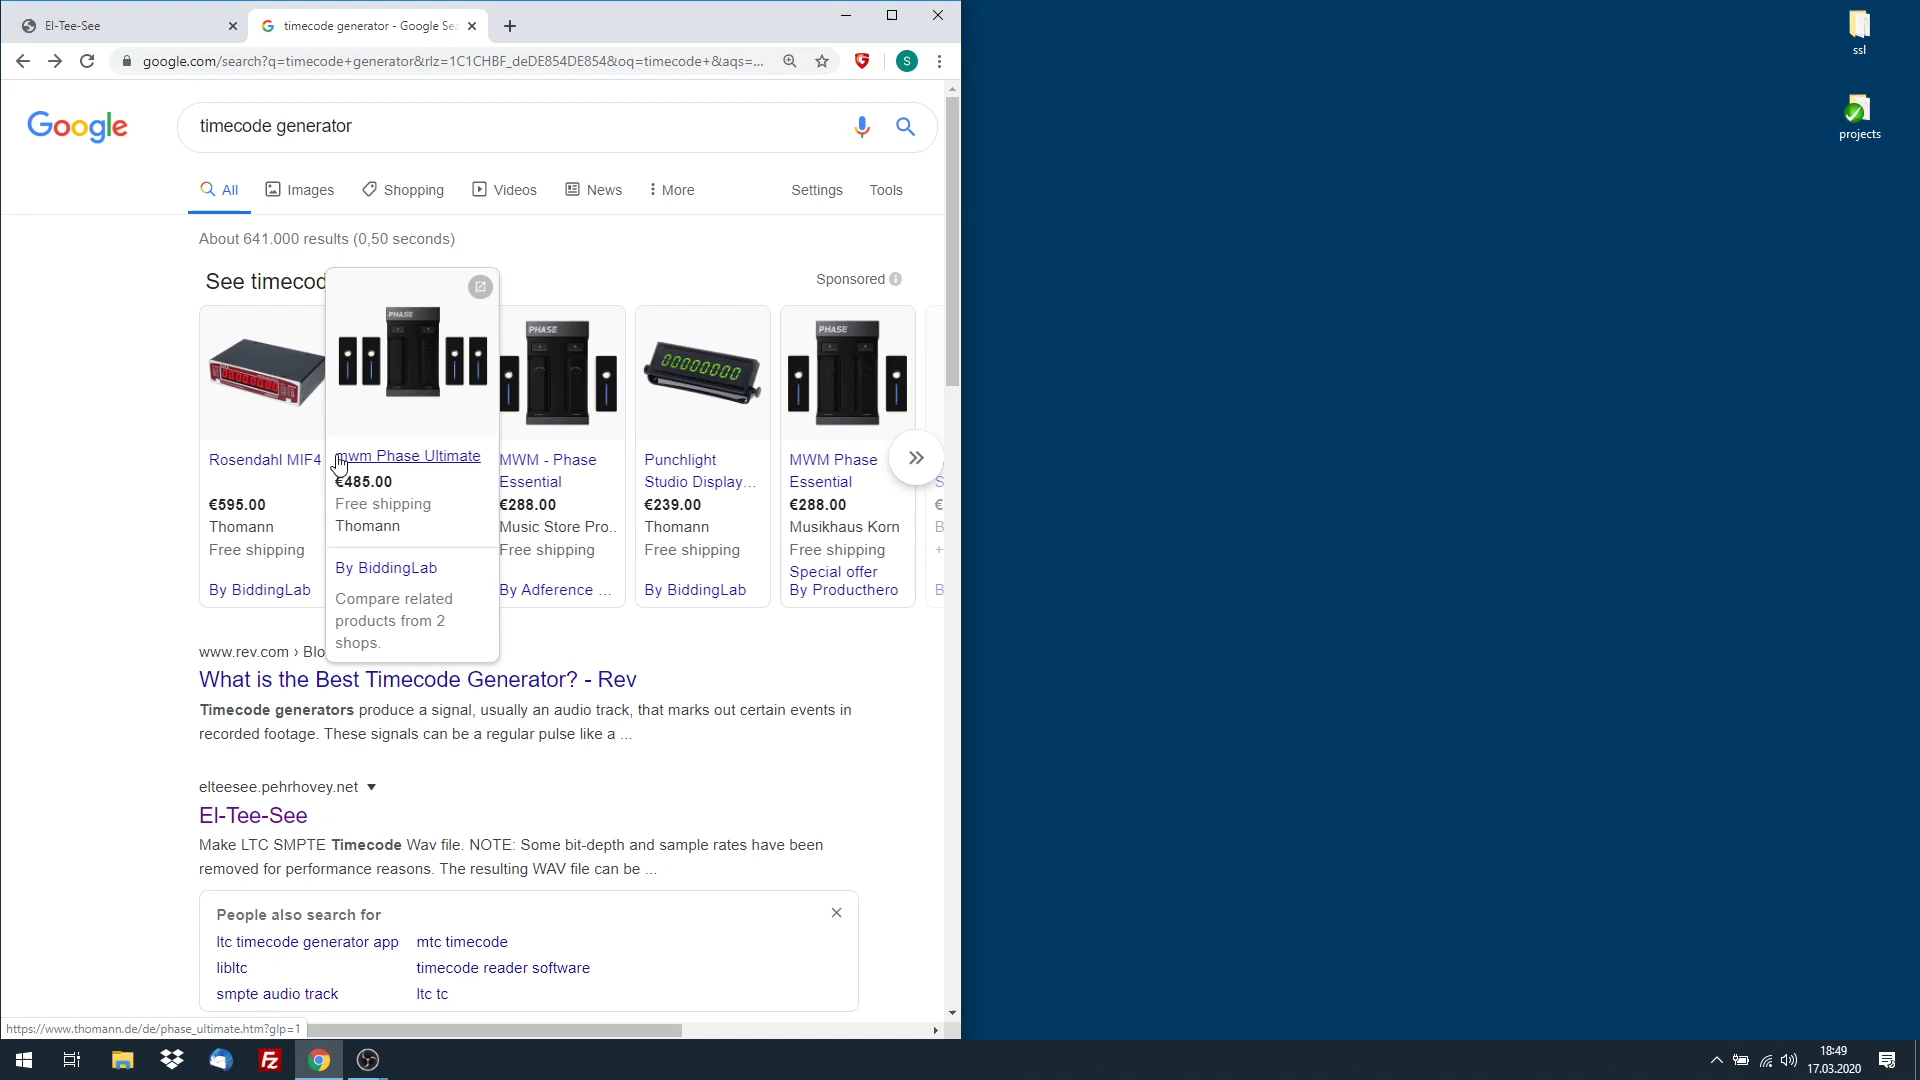 El-Tee-See
timecode generator - Google Sea
google.com/search?q=timecode+generator&rlz=1C1CHBF_deDE854DE854&oq=timecode+&aqs=...
S
ssl
projects
Google
timecode generator
All
Images
Shopping
Videos
News
More
Settings
Tools
About 641.000 results (0,50 seconds)
See timecod
Sponsored
PHASE
PHASE
PHASE
00000000
Rosendahl MIF4
€595.00
Thomann
Free shipping
By BiddingLab
mwm Phase Ultimate
€485.00
Free shipping
Thomann
By BiddingLab
Compare related
products from 2
shops.
MWM - Phase
Essential
€288.00
Music Store Pro..
Free shipping
By Adference ...
Punchlight
Studio Display…
€239.00
Thomann
Free shipping
By BiddingLab
MWM Phase
Essential
€288.00
Musikhaus Korn
Free shipping
Special offer
By Producthero
S
€
B
+
B
www.rev.com › Blo
What is the Best Timecode Generator? - Rev
Timecode generators produce a signal, usually an audio track, that marks out certain events in
recorded footage. These signals can be a regular pulse like a ...
elteesee.pehrhovey.net
El-Tee-See
Make LTC SMPTE Timecode Wav file. NOTE: Some bit-depth and sample rates have been
removed for performance reasons. The resulting WAV file can be ...
People also search for
ltc timecode generator app
mtc timecode
libltc
timecode reader software
smpte audio track
ltc tc
https://www.thomann.de/de/phase_ultimate.htm?glp=1
Fz
18:49
17.03.2020